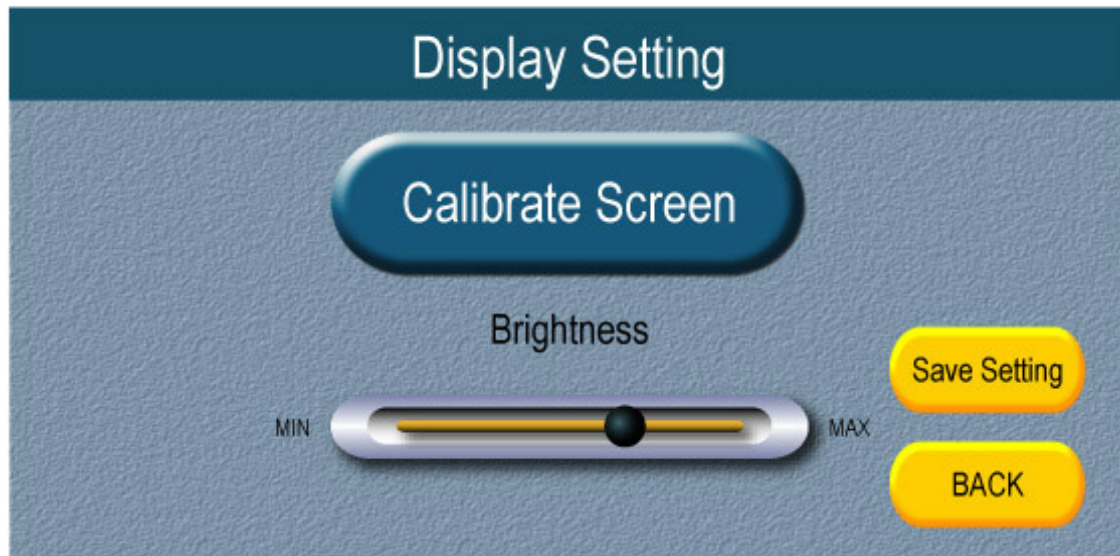 Display Setting
Calibrate Screen
Brightness
MIN
MAX
Save Setting
BACK